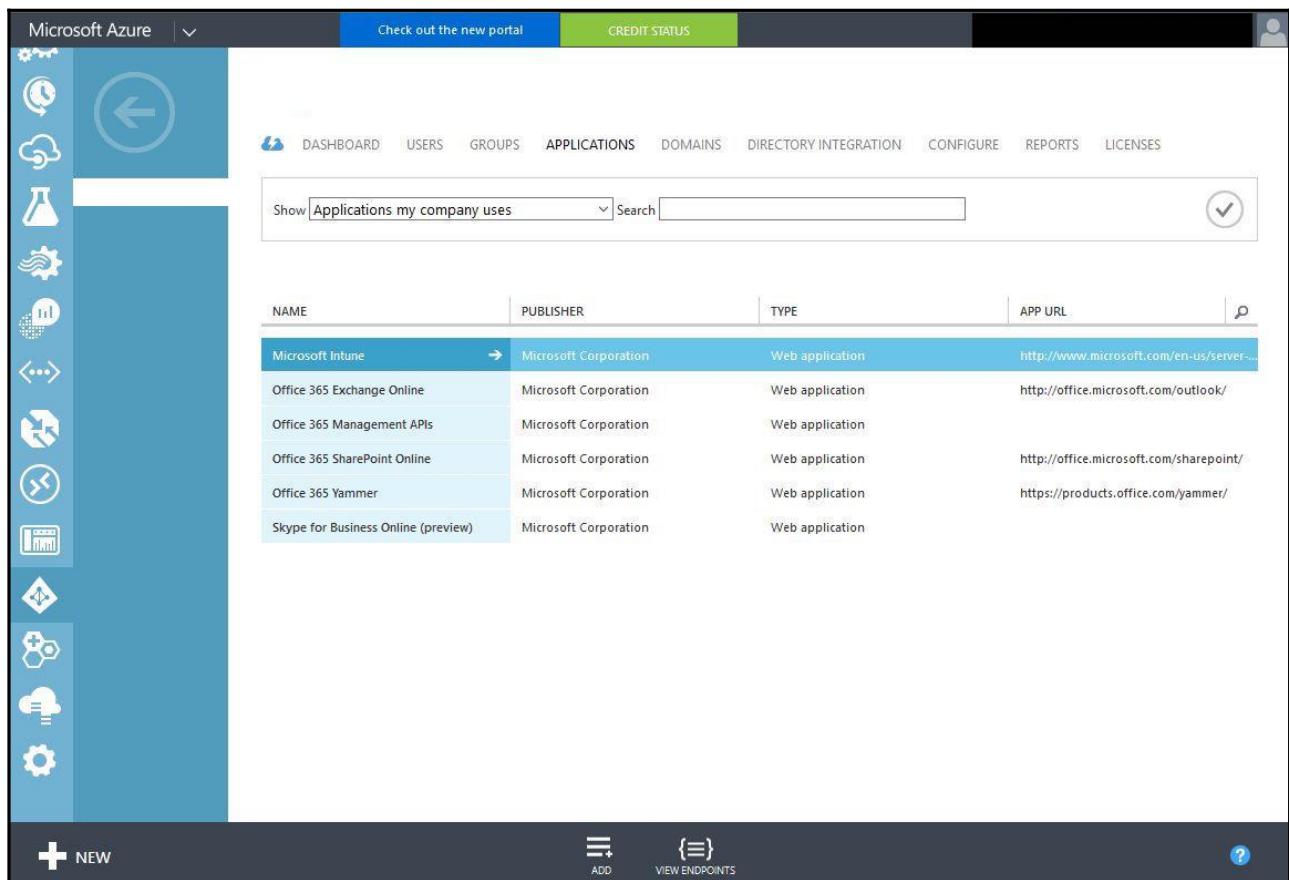 Microsoft Azure Check out the new portal CREDIT STATUS
DASHBOARD USERS GROUPS APPLICATIONS DOMAINS DIRECTORY INTEGRATION CONFIGURE REPORTS LICENSES
Show Applications my company uses Search
NAME PUBLISHER TYPE APP URL
Microsoft Intune Microsoft Corporation Web application http://www.microsoft.com/en-us/server-...
Office 365 Exchange Online Microsoft Corporation Web application http://office.microsoft.com/outlook/
Office 365 Management APIs Microsoft Corporation Web application
Office 365 SharePoint Online Microsoft Corporation Web application http://office.microsoft.com/sharepoint/
Office 365 Yammer Microsoft Corporation Web application https://products.office.com/yammer/
Skype for Business Online (preview) Microsoft Corporation Web application
NEW ADD VIEW ENDPOINTS ?